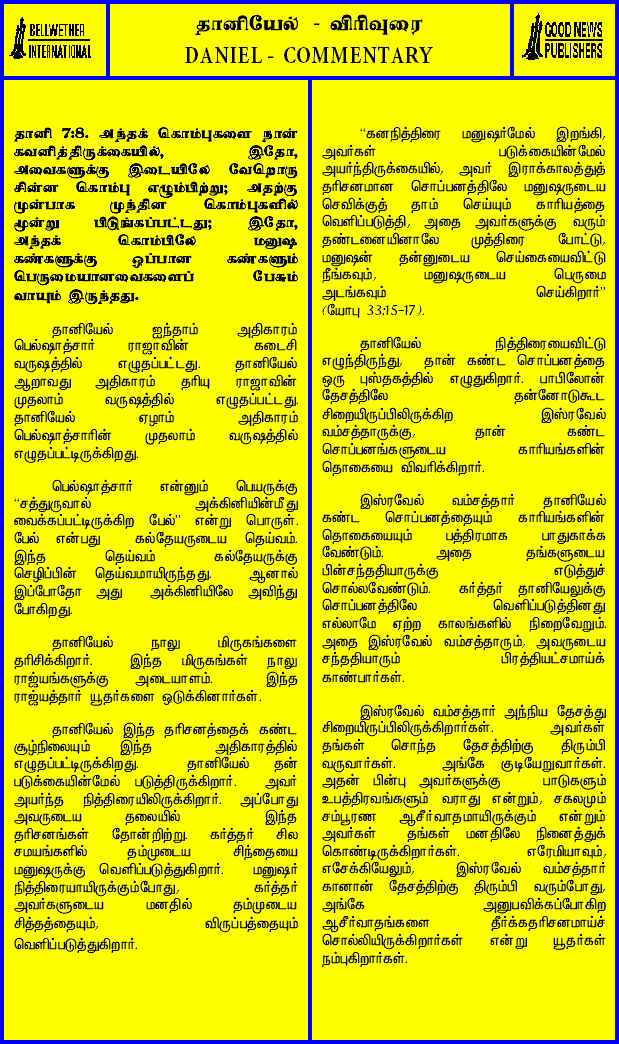 BELLWETHER
INTERNATIONAL
தானியேல் - விரிவுரை
DANIEL - COMMENTARY
GOOD NEWS
PUBLISHERS
தானி 7:8. அந்தக் கொம்புகளை நான்
கவனித்திருக்கையில், இதோ,
அவைகளுக்கு இடையிலே வேறொரு
சின்ன கொம்பு எழும்பிற்று; அதற்கு
முன்பாக முந்தின கொம்புகளில்
மூன்று பிடுங்கப்பட்டது; இதோ,
அந்தக் கொம்பிலே மனுஷ
கண்களுக்கு ஒப்பான கண்களும்
பெருமையானவைகளைப் பேசும்
வாயும் இருந்தது.
தானியேல் ஐந்தாம் அதிகாரம்
பெல்ஷாத்சார் ராஜாவின் கடைசி
வருஷத்தில் எழுதப்பட்டது. தானியேல்
ஆறாவது அதிகாரம் தரியு ராஜாவின்
முதலாம் வருஷத்தில் எழுதப்பட்டது.
தானியேல் ஏழாம் அதிகாரம்
பெல்ஷாத்சாரின் முதலாம் வருஷத்தில்
எழுதப்பட்டிருக்கிறது.
பெல்ஷாத்சார் என்னும் பெயருக்கு
“சத்துருவால் அக்கினியின்மீது
வைக்கப்பட்டிருக்கிற பேல்” என்று பொருள்.
பேல் என்பது கல்தேயருடைய தெய்வம்.
இந்த தெய்வம் கல்தேயருக்கு
செழிப்பின் தெய்வமாயிருந்தது. ஆனால்
இப்போதோ அது அக்கினியிலே அவிந்து
போகிறது.
தானியேல் நாலு மிருகங்களை
தரிசிக்கிறார். இந்த மிருகங்கள் நாலு
ராஜ்யங்களுக்கு அடையாளம். இந்த
ராஜ்யத்தார் யூதர்களை ஒடுக்கினார்கள்.
தானியேல் இந்த தரிசனத்தைக் கண்ட
சூழ்நிலையும் இந்த அதிகாரத்தில்
எழுதப்பட்டிருக்கிறது. தானியேல் தன்
படுக்கையின்மேல் படுத்திருக்கிறார். அவர்
அயர்ந்த நித்திரையிலிருக்கிறார். அப்போது
அவருடைய தலையில் இந்த
தரிசனங்கள் தோன்றிற்று. கர்த்தர் சில
சமயங்களில் தம்முடைய சிந்தையை
மனுஷருக்கு வெளிப்படுத்துகிறார். மனுஷர்
நித்திரையாயிருக்கும்போது, கர்த்தர்
அவர்களுடைய மனதில் தம்முடைய
சித்தத்தையும், விருப்பத்தையும்
வெளிப்படுத்துகிறார்.
“கனநித்திரை மனுஷர்மேல் இறங்கி,
அவர்கள் படுக்கையின்மேல்
அயர்ந்திருக்கையில், அவர் இராக்காலத்துத்
தரிசனமான சொப்பனத்திலே மனுஷருடைய
செவிக்குத் தாம் செய்யும் காரியத்தை
வெளிப்படுத்தி, அதை அவர்களுக்கு வரும்
தண்டனையினாலே முத்திரை போட்டு,
மனுஷன் தன்னுடைய செய்கையைவிட்டு
நீங்கவும், மனுஷருடைய பெருமை
அடங்கவும் செய்கிறார்”
(யோபு 33:15-17).
தானியேல் நித்திரையைவிட்டு
எழுந்திருந்து, தான் கண்ட சொப்பனத்தை
ஒரு புஸ்தகத்தில் எழுதுகிறார். பாபிலோன்
தேசத்திலே தன்னோடுகூட
சிறையிருப்பிலிருக்கிற இஸ்ரவேல்
வம்சத்தாருக்கு, தான் கண்ட
சொப்பனங்களுடைய காரியங்களின்
தொகையை விவரிக்கிறார்.
இஸ்ரவேல் வம்சத்தார் தானியேல்
கண்ட சொப்பனத்தையும் காரியங்களின்
தொகையையும் பத்திரமாக பாதுகாக்க
வேண்டும். அதை தங்களுடைய
பின்சந்ததியாருக்கு எடுத்துச்
சொல்லவேண்டும். கர்த்தர் தானியேலுக்கு
சொப்பனத்திலே வெளிப்படுத்தினது
எல்லாமே ஏற்ற காலங்களில் நிறைவேறும்.
அதை இஸ்ரவேல் வம்சத்தாரும், அவருடைய
சந்ததியாரும் பிரத்தியட்சமாய்க்
காண்பார்கள்.
இஸ்ரவேல் வம்சத்தார் அந்நிய தேசத்து
சிறையிருப்பிலிருக்கிறார்கள். அவர்கள்
தங்கள் சொந்த தேசத்திற்கு திரும்பி
வருவார்கள். அங்கே குடியேறுவார்கள்.
அதன் பின்பு அவர்களுக்கு பாடுகளும்
உபத்திரவங்களும் வராது என்றும், சகலமும்
சம்பூரண ஆசீர்வாதமாயிருக்கும் என்றும்
அவர்கள் தங்கள் மனதிலே நினைத்துக்
கொண்டிருக்கிறார்கள். எரேமியாவும்,
எசேக்கியேலும், இஸ்ரவேல் வம்சத்தார்
கானான் தேசத்திற்கு திரும்பி வரும்போது,
அங்கே அனுபவிக்கப்போகிற
ஆசீர்வாதங்களை தீர்க்கதரிசனமாய்ச்
சொல்லியிருக்கிறார்கள் என்று யூதர்கள்
நம்புகிறார்கள்.